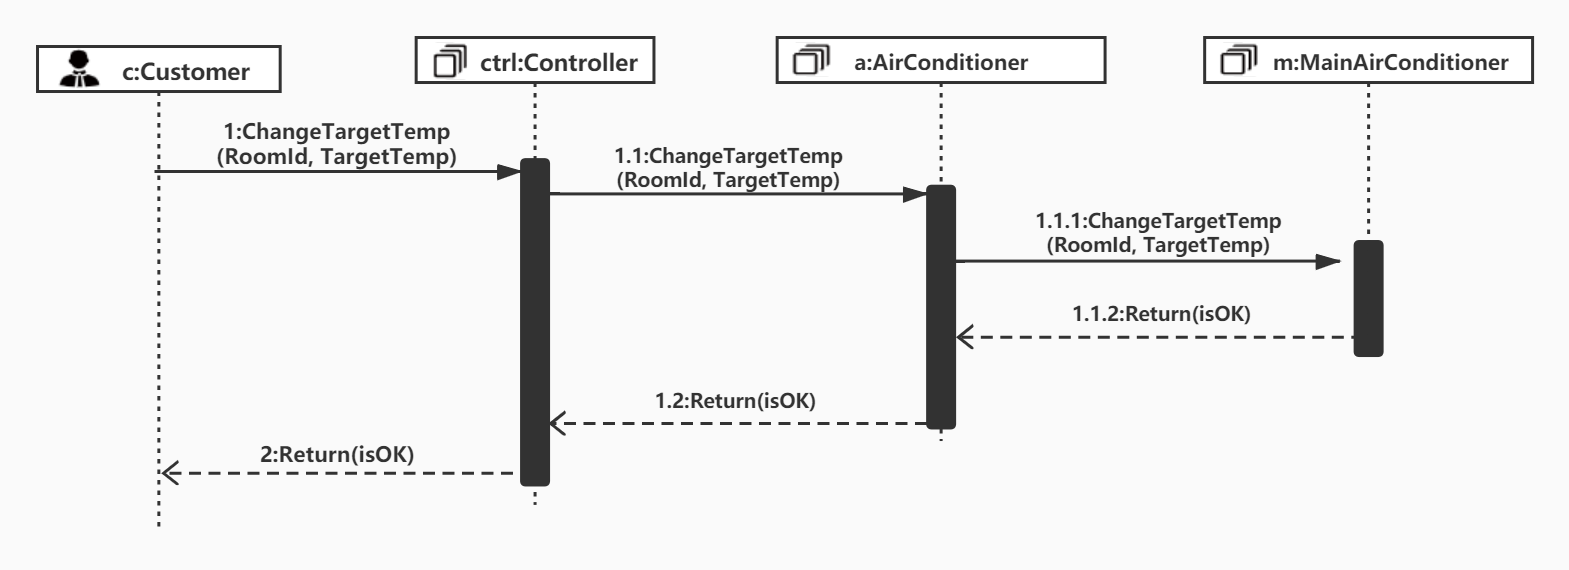 c:Customer
ctrl:Controller
a:AirConditioner
m:MainAirConditioner
1:ChangeTargetTemp
(RoomId, TargetTemp)
1.1:ChangeTargetTemp
(RoomId, TargetTemp)
1.1.1:ChangeTargetTemp
(RoomId, TargetTemp)
1.1.2:Return(isOK)
1.2:Return(isOK)
2:Return(isOK)